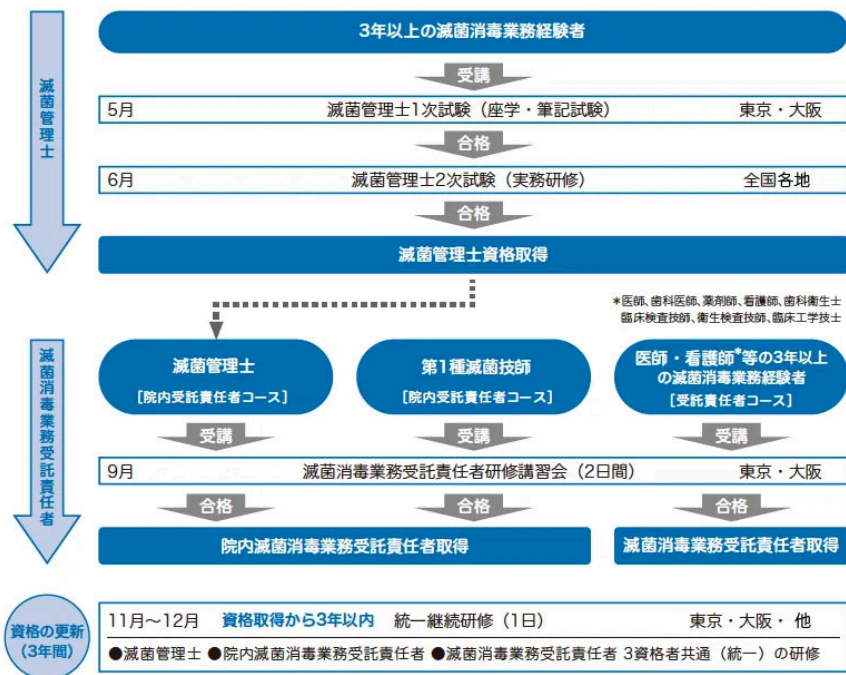 3年以上の滅菌消毒業務経験者
滅菌管理士
受講
5月 滅菌管理士1次試験（座学・筆記試験） 東京・大阪
合格
6月 滅菌管理士2次試験（実務研修） 全国各地
合格
滅菌管理士資格取得
*医師、歯科医師、薬剤師、看護師、歯科衛生士
臨床検査技師、衛生検査技師、臨床工学技士
滅菌消毒業務受託責任者
滅菌管理士
［院内受託責任者コース］
第1種滅菌技師
［院内受託責任者コース］
医師・看護師*等の3年以上
の滅菌消毒業務経験者
［受託責任者コース］
受講 受講 受講
9月 滅菌消毒業務受託責任者研修講習会（2日間） 東京・大阪
合格 合格 合格
院内滅菌消毒業務受託責任者取得
滅菌消毒業務受託責任者取得
資格の更新
（3年間）
11月～12月 資格取得から3年以内 統一継続研修（1日） 東京・大阪・ 他
●滅菌管理士 ●院内滅菌消毒業務受託責任者 ●滅菌消毒業務受託責任者 3資格者共通（統一）の研修